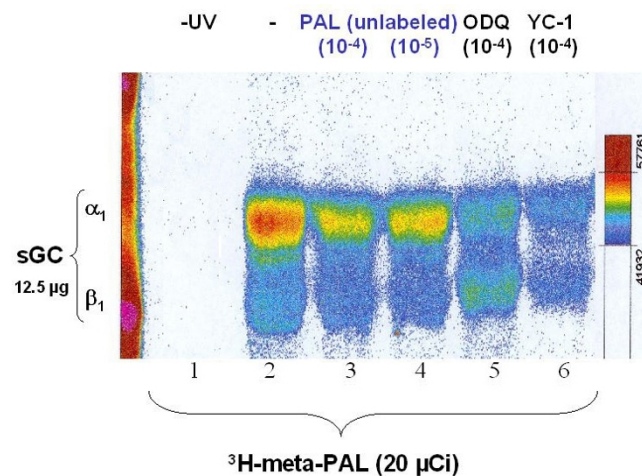 -UV - PAL (unlabeled) ODQ YC-1
(10-4) (10-5) (10-4) (10-4)
57761
α1
sGC
12.5 µg
41932
β1
1 2 3 4 5 6
³H-meta-PAL (20 µCi)